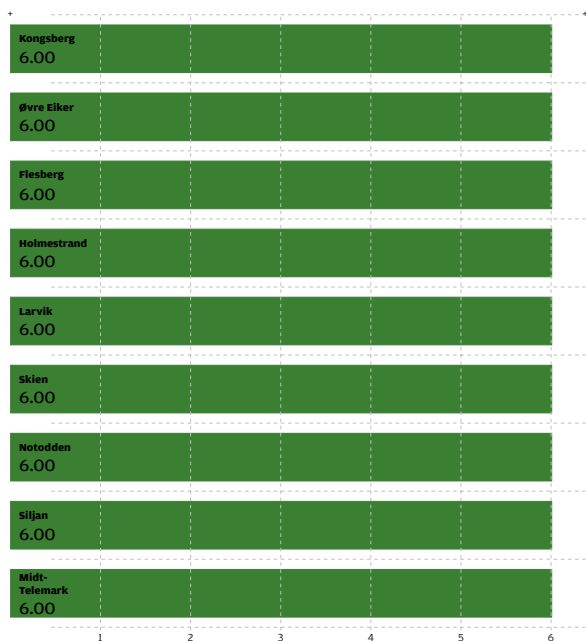 Kongsberg
6.00
Øvre Eiker
6.00
Flesberg
6.00
Holmestrand
6.00
Larvik
6.00
Skien
6.00
Notodden
6.00
Siljan
6.00
Midt-
Telemark
6.00
1 2 3 4 5 6